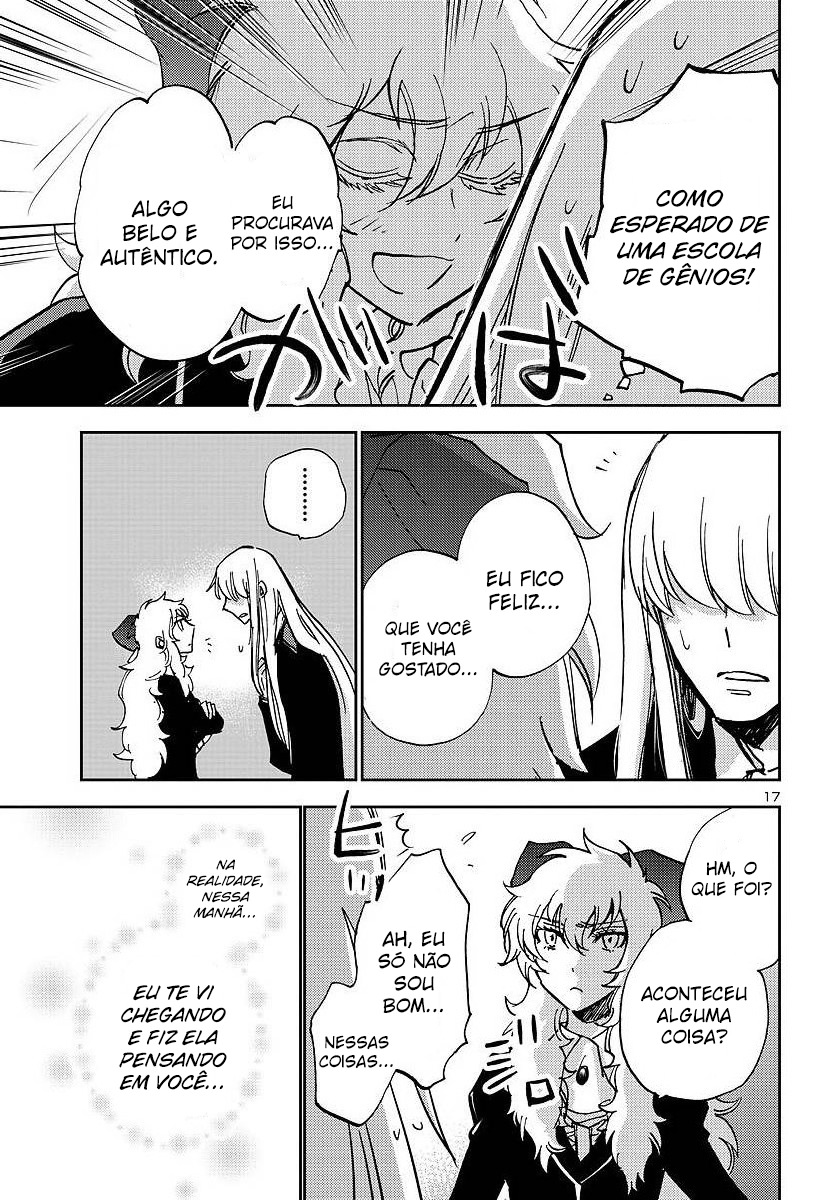 COMO
ESPERADO DE
UMA ESCOLA
DE GÊNIOS!
EU
PROCURAVA
POR ISSO...
ALGO
BELO E
AUTÊNTICO.
EU FICO
FELIZ...
QUE VOCÊ
TENHA
GOSTADO...
.........
17
HM, O
QUE FOI?
ACONTECEU
ALGUMA
COISA?
AH, EU
SÓ NÃO
SOU
BOM...
NESSAS
COISAS...
NA
REALIDADE,
NESSA
MANHÃ...
EU TE VI
CHEGANDO
E FIZ ELA
PENSANDO
EM VOCÊ...